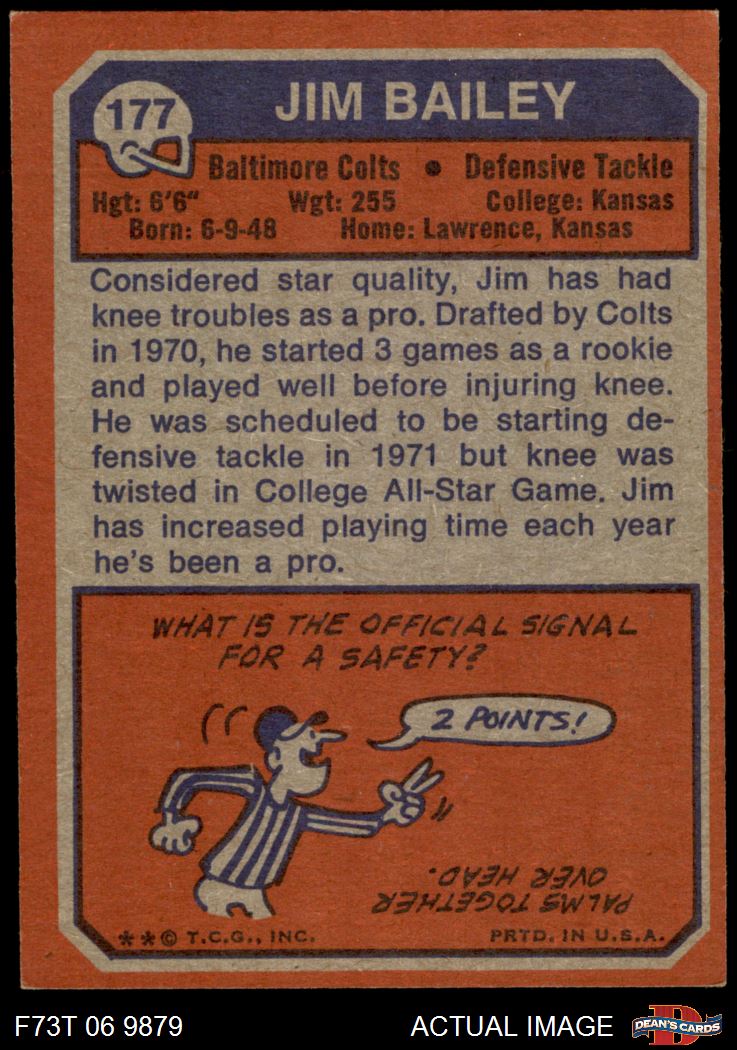 177
JIM BAILEY
Baltimore Colts • Defensive Tackle
Hgt: 6'6" Wgt: 255 College: Kansas
Born: 6-9-48 Home: Lawrence, Kansas
Considered star quality, Jim has had
knee troubles as a pro. Drafted by Colts
in 1970, he started 3 games as a rookie
and played well before injuring knee.
He was scheduled to be starting de-
fensive tackle in 1971 but knee was
twisted in College All-Star Game. Jim
has increased playing time each year
he's been a pro.
WHAT IS THE OFFICIAL SIGNAL
FOR A SAFETY?
2 POINTS!
PALMS TOGETHER
OVER HEAD.
* * © T.C.G., INC. PRTD. IN U.S.A.
F73T 06 9879 ACTUAL IMAGE
D
DEAN'S CARDS